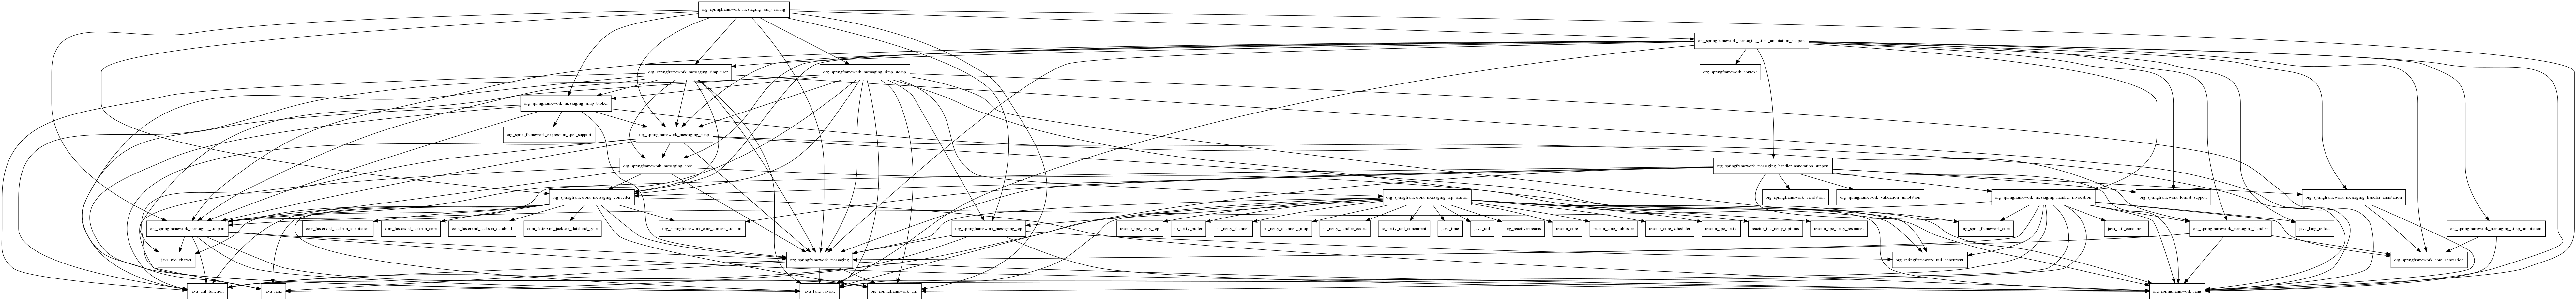 org_springframework_messaging_simp_config
org_springframework_messaging_simp_annotation_support
org_springframework_messaging_simp_user
org_springframework_messaging_simp_stomp
org_springframework_context
org_springframework_messaging_simp_broker
org_springframework_expression_spel_support
org_springframework_messaging_simp
org_springframework_messaging_core
org_springframework_messaging_handler_annotation_support
org_springframework_messaging_converter
org_springframework_messaging_tcp_reactor
org_springframework_validation
org_springframework_validation_annotation
org_springframework_messaging_handler_invocation
org_springframework_format_support
org_springframework_messaging_handler_annotation
org_springframework_messaging_support
com_fasterxml_jackson_annotation
com_fasterxml_jackson_core
com_fasterxml_jackson_databind
com_fasterxml_jackson_databind_type
org_springframework_core_convert_support
org_springframework_messaging_tcp
reactor_ipc_netty_tcp
io_netty_buffer
io_netty_channel
io_netty_channel_group
io_netty_handler_codec
io_netty_util_concurrent
java_time
java_util
org_reactivestreams
reactor_core
reactor_core_publisher
reactor_core_scheduler
reactor_ipc_netty
reactor_ipc_netty_options
reactor_ipc_netty_resources
org_springframework_core
java_util_concurrent
org_springframework_messaging_handler
java_lang_reflect
org_springframework_messaging_simp_annotation
java_nio_charset
org_springframework_messaging
org_springframework_util_concurrent
org_springframework_core_annotation
java_util_function
java_lang
java_lang_invoke
org_springframework_util
org_springframework_lang